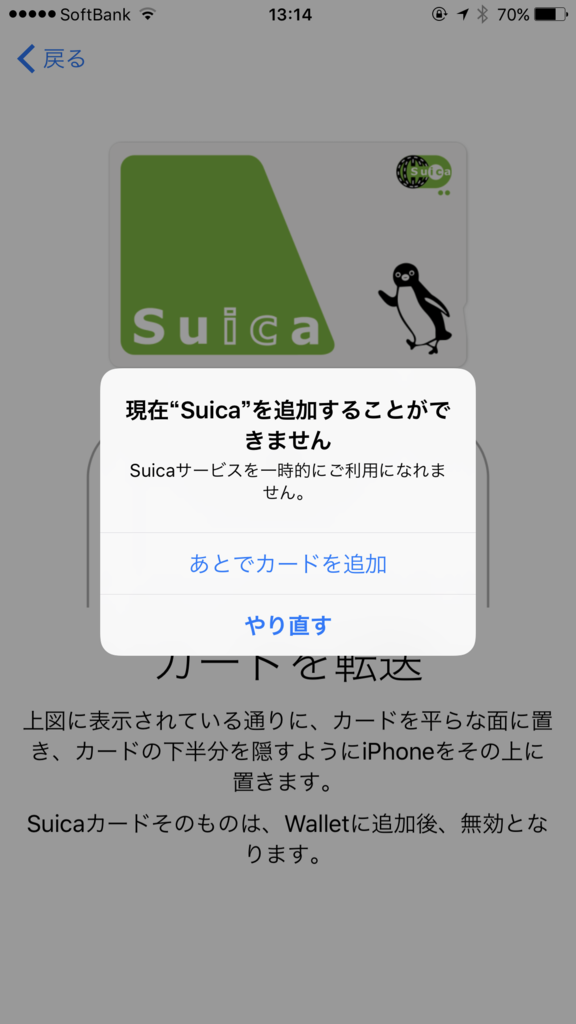 SoftBank 13:14 70%
戻る
Suica
Suica
現在“Suica”を追加することがで
きません
Suicaサービスを一時的にご利用になれま
せん。
あとでカードを追加
やり直す
カードを転送
上図に表示されている通りに、カードを平らな面に置
き、カードの下半分を隠すようにiPhoneをその上に
置きます。
Suicaカードそのものは、Walletに追加後、無効とな
ります。